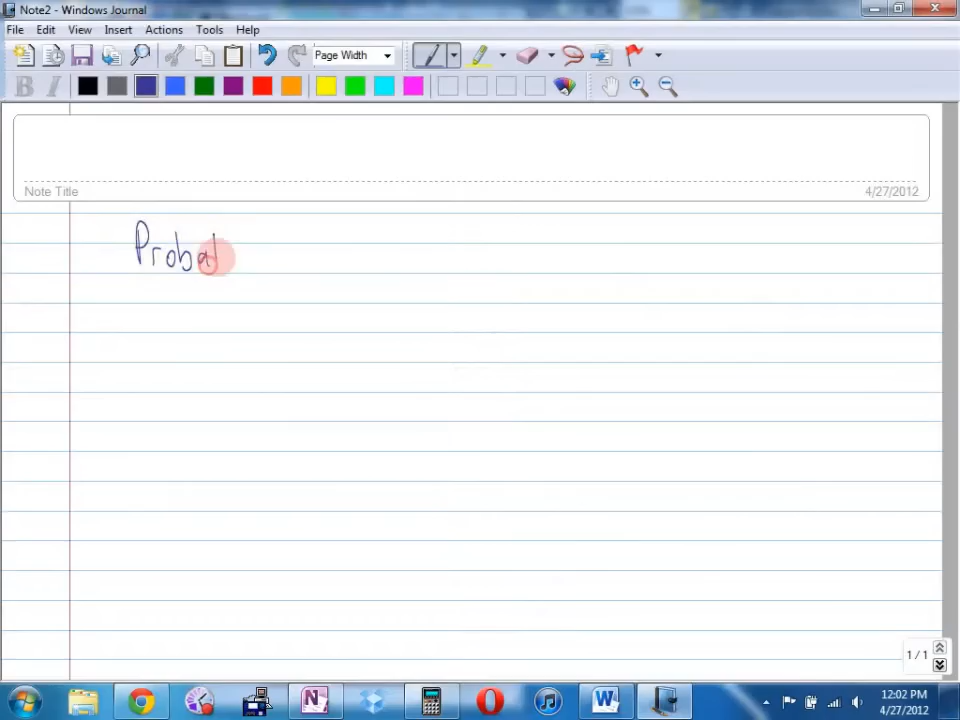 Note2 - Windows Journal
File Edit View Insert Actions Tools Help
Page Width
B I
Note Title
4/27/2012
Probal
1 / 1
N W
12:02 PM
4/27/2012